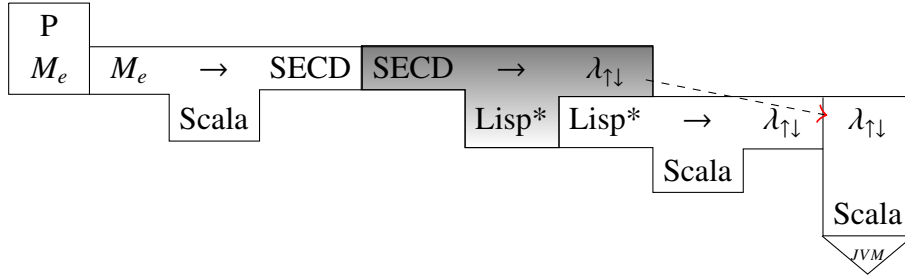 P
M_e M_e → SECD SECD → λ↑↓
Scala Lisp* Lisp* → λ↑↓ λ↑↓
Scala Scala
JVM